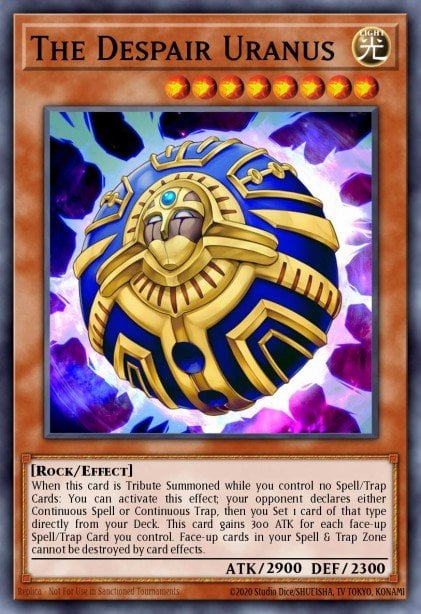 THE DESPAIR URANUS
LIGHT
光
[ROCK/EFFECT]
When this card is Tribute Summoned while you control no Spell/Trap
Cards: You can activate this effect; your opponent declares either
Continuous Spell or Continuous Trap, then you Set 1 card of that type
directly from your Deck. This card gains 300 ATK for each face-up
Spell/Trap Card you control. Face-up cards in your Spell & Trap Zone
cannot be destroyed by card effects.
ATK/2900 DEF/2300
Replica - Not For Use in Sanctioned Tournaments
©2020 Studio Dice/SHUEISHA, TV TOKYO, KONAMI